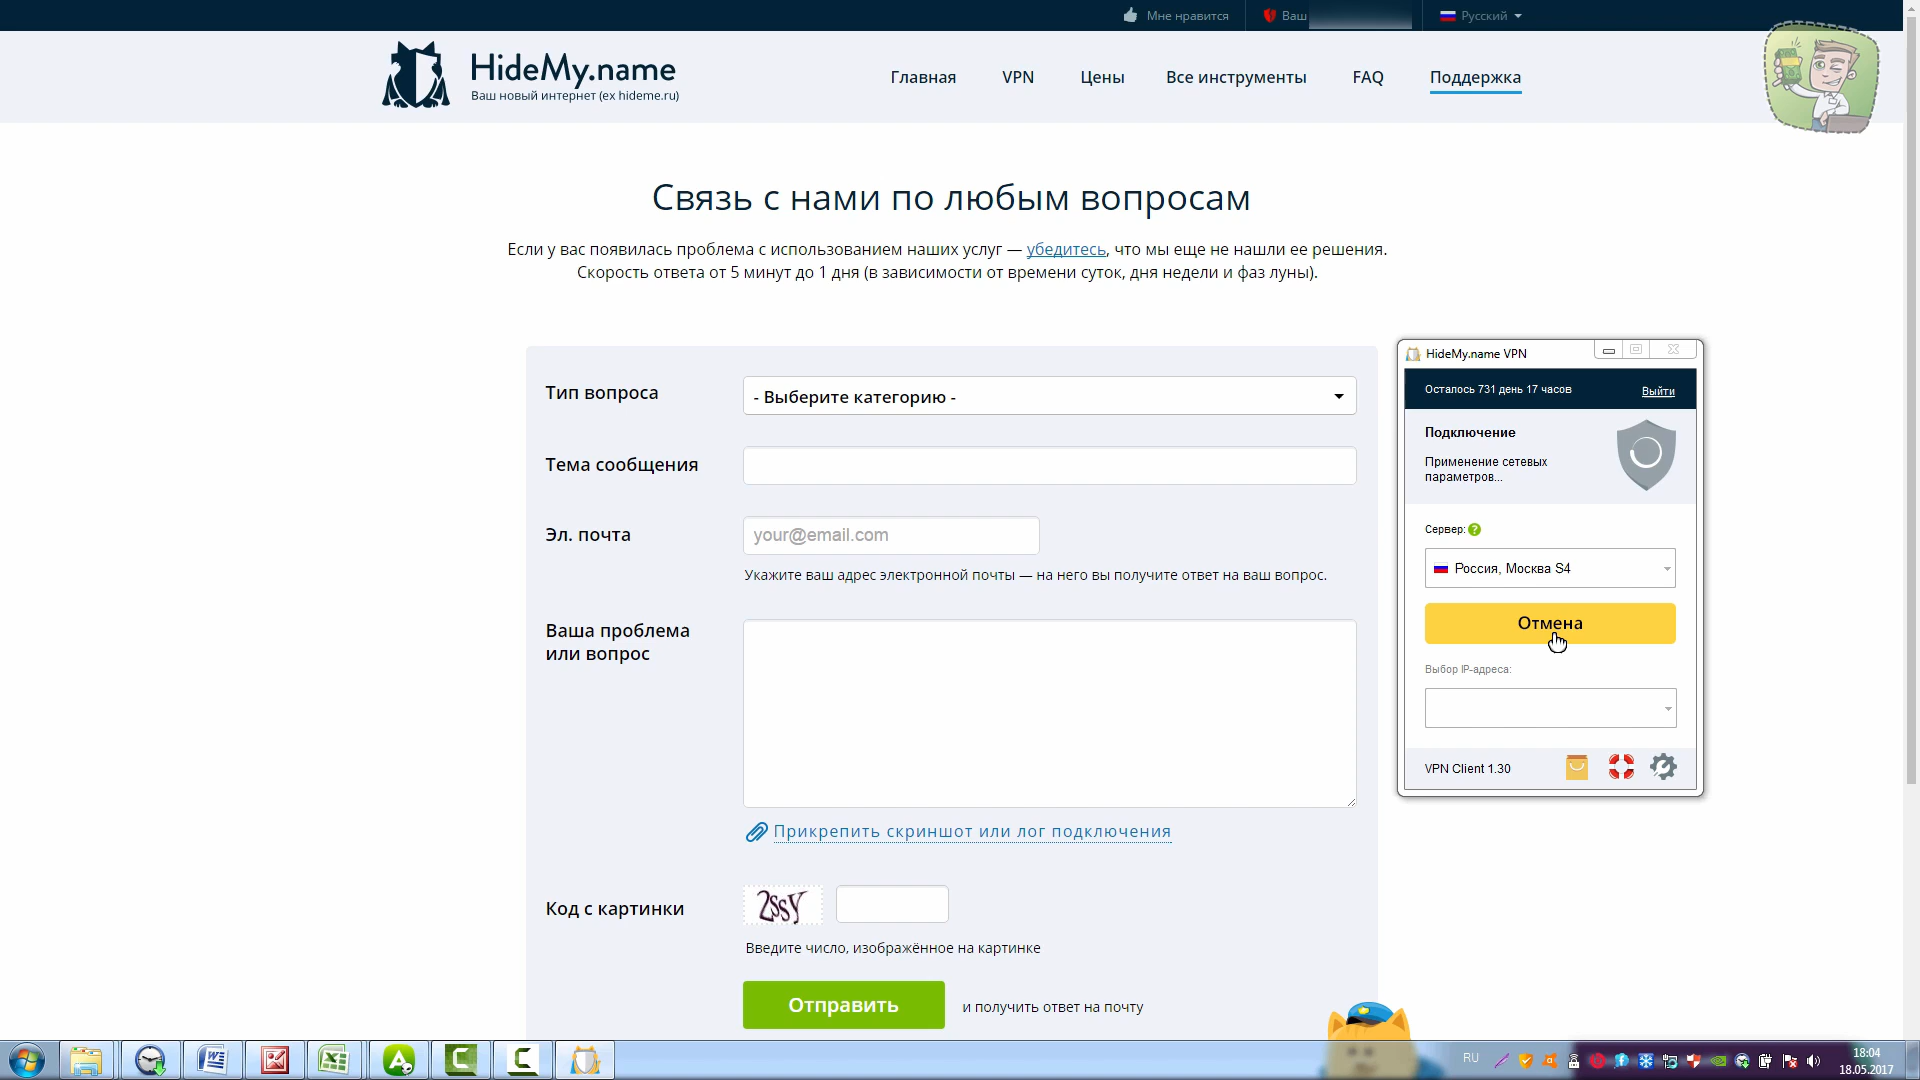 Мне нравится
Ваш
Русский
HideMy.name
Ваш новый интернет (ex hideme.ru)
Главная
VPN
Цены
Все инструменты
FAQ
Поддержка
Связь с нами по любым вопросам
Если у вас появилась проблема с использованием наших услуг — убедитесь, что мы еще не нашли ее решения.
Скорость ответа от 5 минут до 1 дня (в зависимости от времени суток, дня недели и фаз луны).
Тип вопроса
- Выберите категорию -
Тема сообщения
Эл. почта
your@email.com
Укажите ваш адрес электронной почты — на него вы получите ответ на ваш вопрос.
Ваша проблема
или вопрос
Прикрепить скриншот или лог подключения
Код с картинки
2ssy
Введите число, изображённое на картинке
Отправить
и получить ответ на почту
HideMy.name VPN
Осталось 731 день 17 часов
Выйти
Подключение
Применение сетевых
параметров...
Сервер:
Россия, Москва S4
Отмена
Выбор IP-адреса:
VPN Client 1.30
RU
18:04
18.05.2017